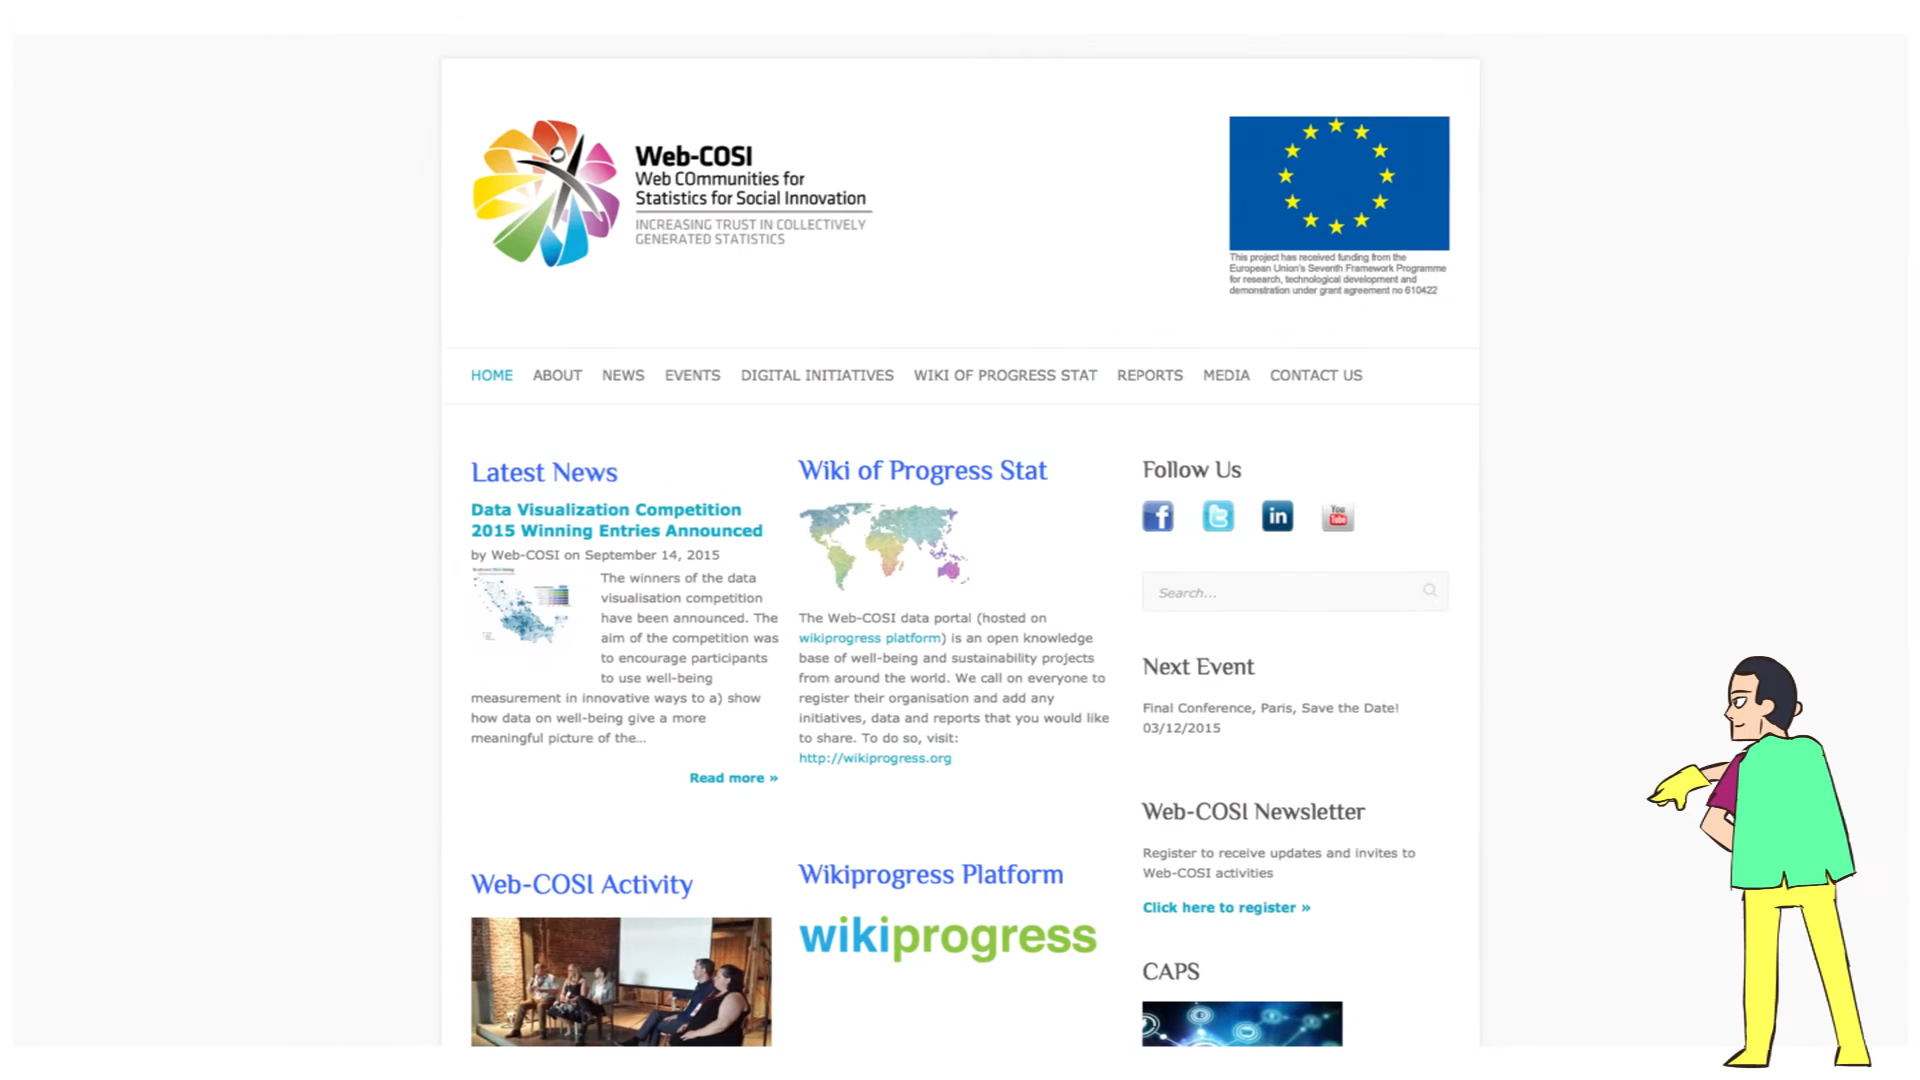 Web-COSI
Web COmmunities for
Statistics for Social Innovation
INCREASING TRUST IN COLLECTIVELY
GENERATED STATISTICS
This project has received funding from the
European Union's Seventh Framework Programme
for research, technological development and
demonstration under grant agreement no 610422
HOME ABOUT NEWS EVENTS DIGITAL INITIATIVES WIKI OF PROGRESS STAT REPORTS MEDIA CONTACT US
Latest News
Data Visualization Competition
2015 Winning Entries Announced
by Web-COSI on September 14, 2015
The winners of the data
visualisation competition
have been announced. The
aim of the competition was
to encourage participants
to use well-being
measurement in innovative ways to a) show
how data on well-being give a more
meaningful picture of the...
Read more »
Web-COSI Activity
Wiki of Progress Stat
The Web-COSI data portal (hosted on
wikiprogress platform) is an open knowledge
base of well-being and sustainability projects
from around the world. We call on everyone to
register their organisation and add any
initiatives, data and reports that you would like
to share. To do so, visit:
http://wikiprogress.org
Wikiprogress Platform
wikiprogress
Follow Us
f
t
in
You
Tube
Search...
Next Event
Final Conference, Paris, Save the Date!
03/12/2015
Web-COSI Newsletter
Register to receive updates and invites to
Web-COSI activities
Click here to register »
CAPS